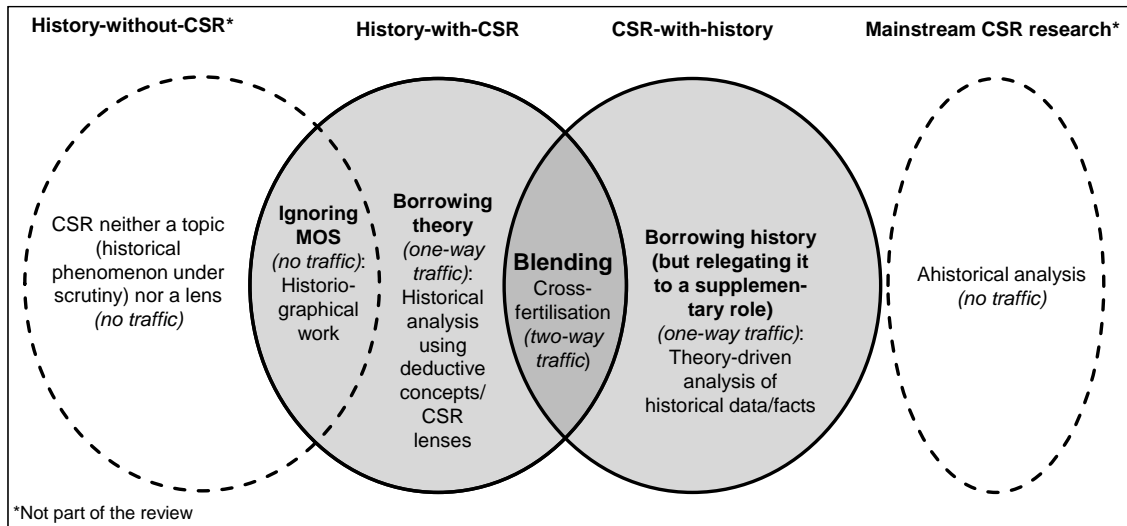 History-without-CSR*
History-with-CSR
CSR-with-history
Mainstream CSR research*
CSR neither a topic
(historical
phenomenon under
scrutiny) nor a lens
(no traffic)
Ignoring
MOS
(no traffic):
Historio-
graphical
work
Borrowing
theory
(one-way
traffic):
Historical
analysis
using
deductive
concepts/
CSR
lenses
Blending
Cross-
fertilisation
(two-way
traffic)
Borrowing history
(but relegating it
to a supplemen-
tary role)
(one-way traffic):
Theory-driven
analysis of
historical data/facts
Ahistorical analysis
(no traffic)
*Not part of the review